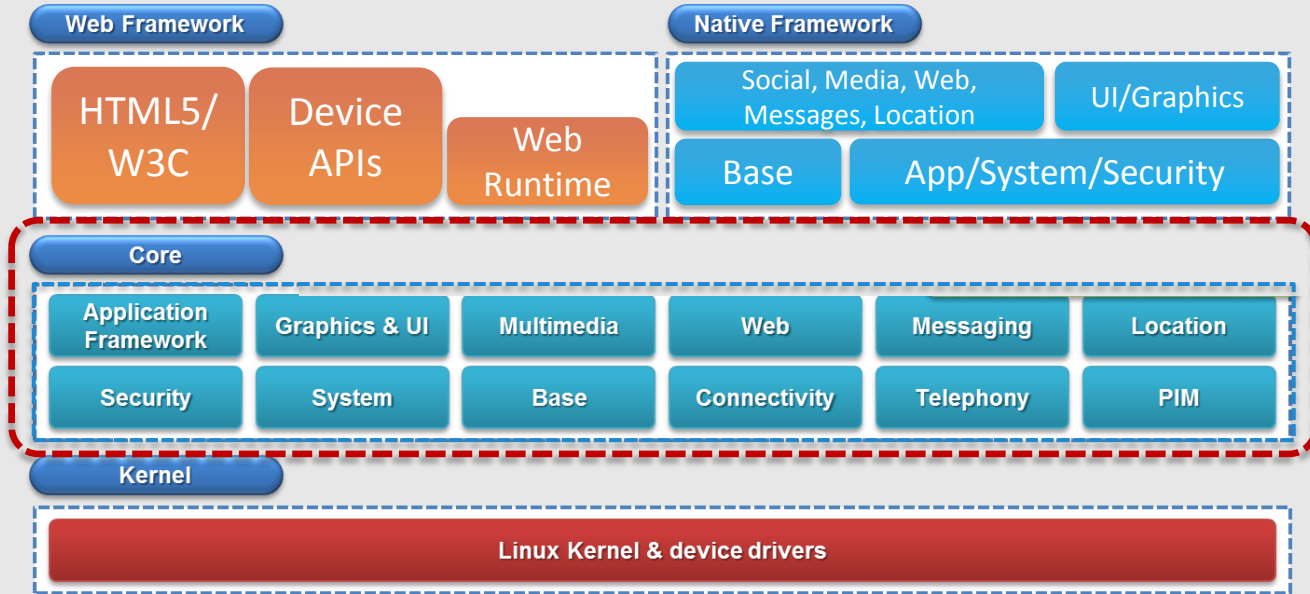 Web Framework
Native Framework
HTML5/
W3C
Device
APIs
Web
Runtime
Social, Media, Web,
Messages, Location
UI/Graphics
Base
App/System/Security
Core
Application
Framework
Graphics & UI
Multimedia
Web
Messaging
Location
Security
System
Base
Connectivity
Telephony
PIM
Kernel
Linux Kernel & device drivers